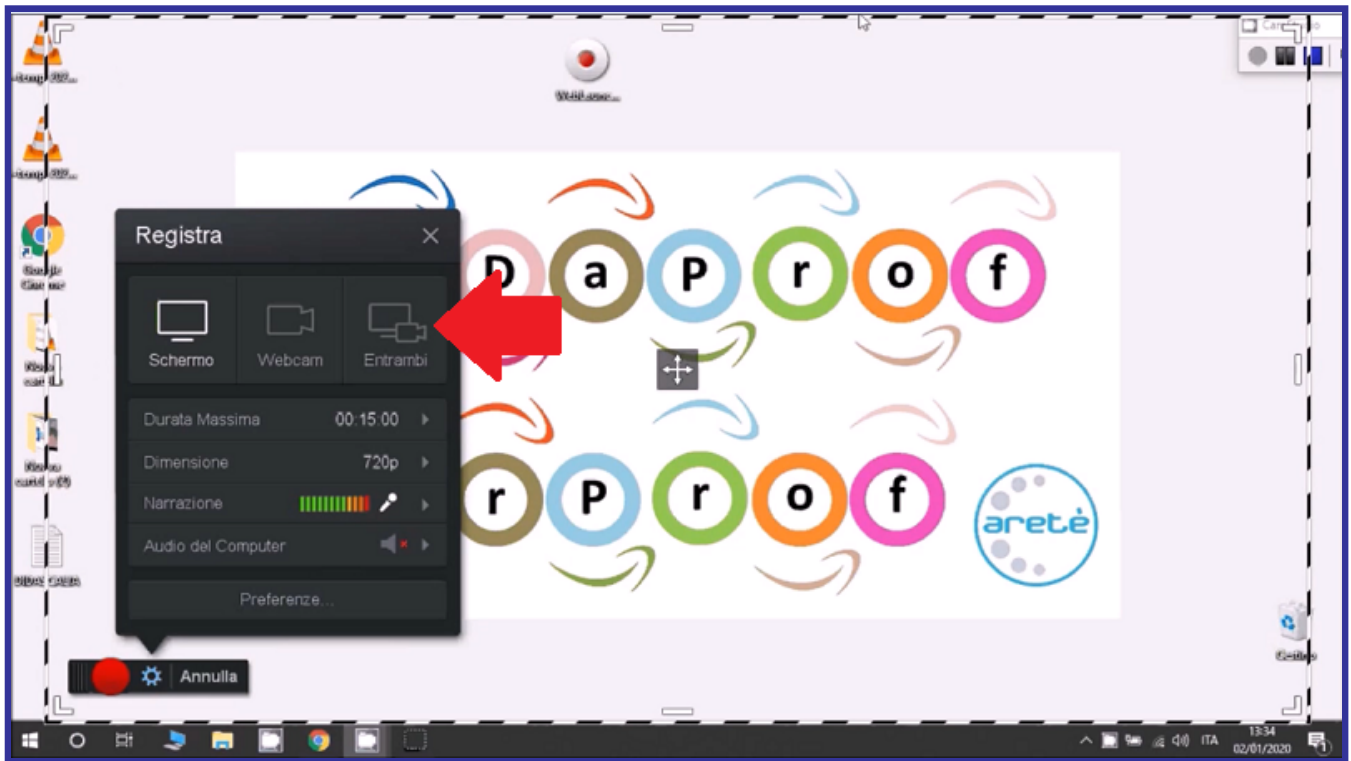 Registra
Schermo
Webcam
Entrambi
Durata Massima 00:15:00
Dimensione 720p
Narrazione
Audio del Computer
Preferenze...
Annulla
D a P r o f
r P r o f
aretè
Google
ITA
13:34
02/01/2020